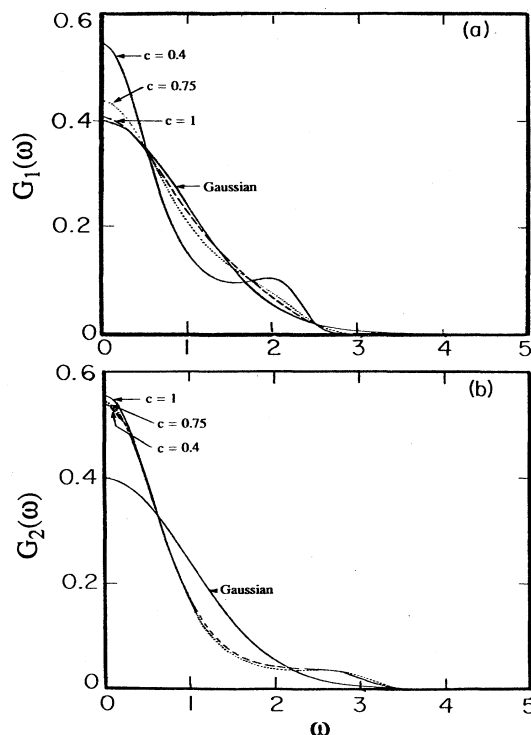 0.6
(a)
c = 0.4
c = 0.75
0.4
c = 1
G₁(ω)
Gaussian
0.2
0
0 1 2 3 4 5
0.6
(b)
c = 1
c = 0.75
c = 0.4
0.4
G₂(ω)
Gaussian
0.2
0
0 1 2 3 4 5
ω